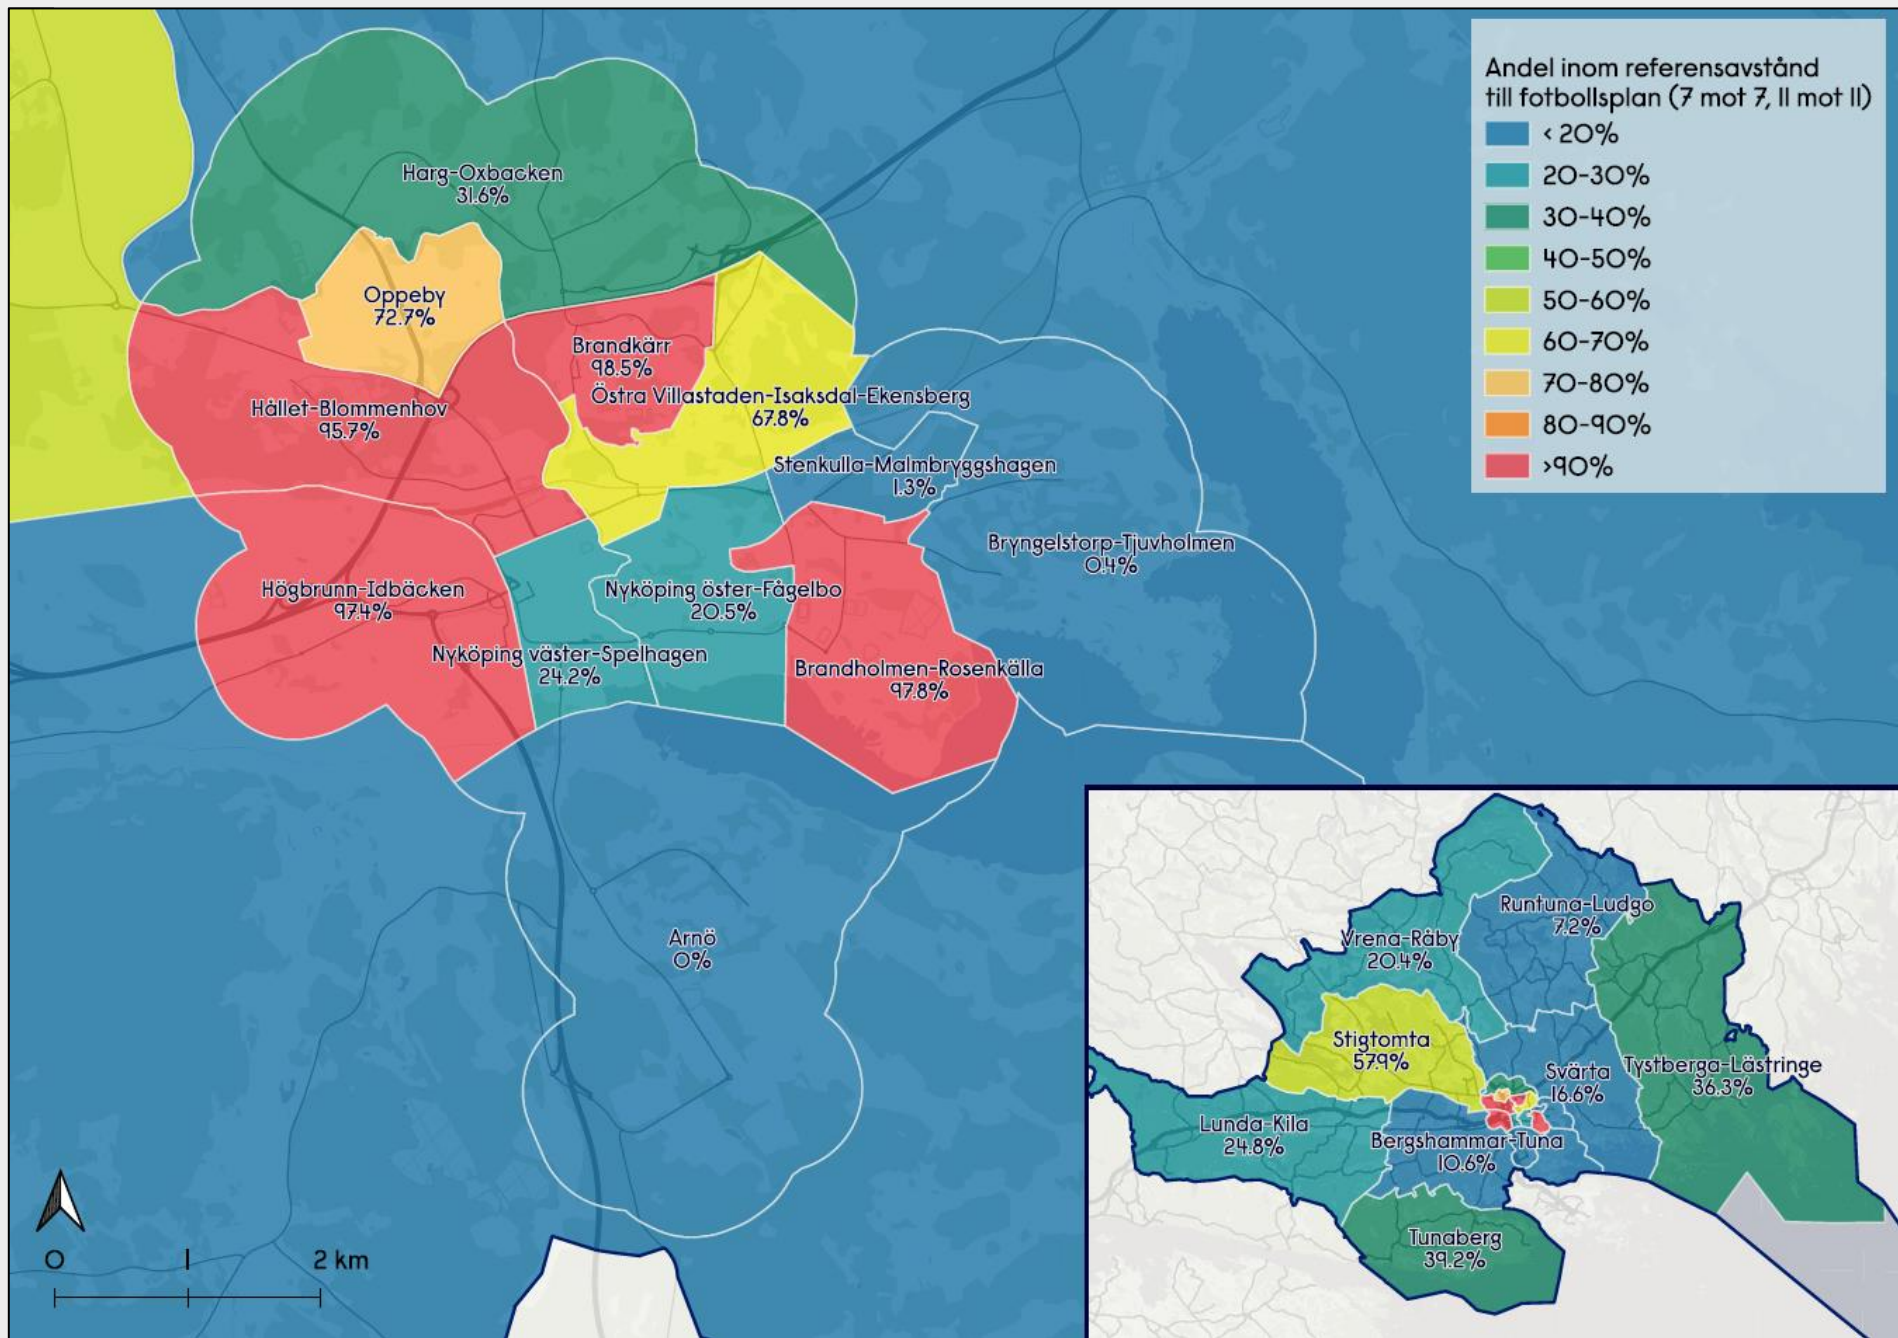 Andel inom referensavstånd
till fotbollsplan (7 mot 7, 11 mot 11)
< 20%
20-30%
30-40%
40-50%
50-60%
60-70%
70-80%
80-90%
>90%
Harg-Oxbacken
31.6%
Oppeby
72.7%
Brandkärr
98.5%
Östra Villastaden-Isaksdal-Ekensberg
67.8%
Hållet-Blommenhov
95.7%
Stenkulla-Malmbryggshagen
1.3%
Bryngelstorp-Tjuvholmen
0.4%
Högbrunn-Idbäcken
97.4%
Nyköping öster-Fågelbo
20.5%
Nyköping väster-Spelhagen
24.2%
Brandholmen-Rosenkälla
97.8%
Arnö
0%
Runtuna-Ludgo
7.2%
Vrena-Råby
20.4%
Stigtomta
57.9%
Svärta
16.6%
Tystberga-Lästringe
36.3%
Lunda-Kila
24.8%
Bergshammar-Tuna
10.6%
Tunaberg
39.2%
0 1 2 km